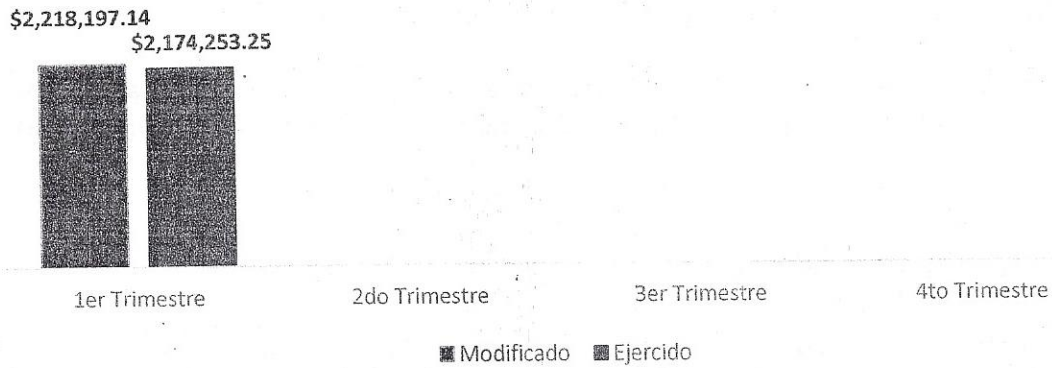 $2,218,197.14
$2,174,253.25
1er Trimestre 2do Trimestre 3er Trimestre 4to Trimestre
Modificado Ejercido